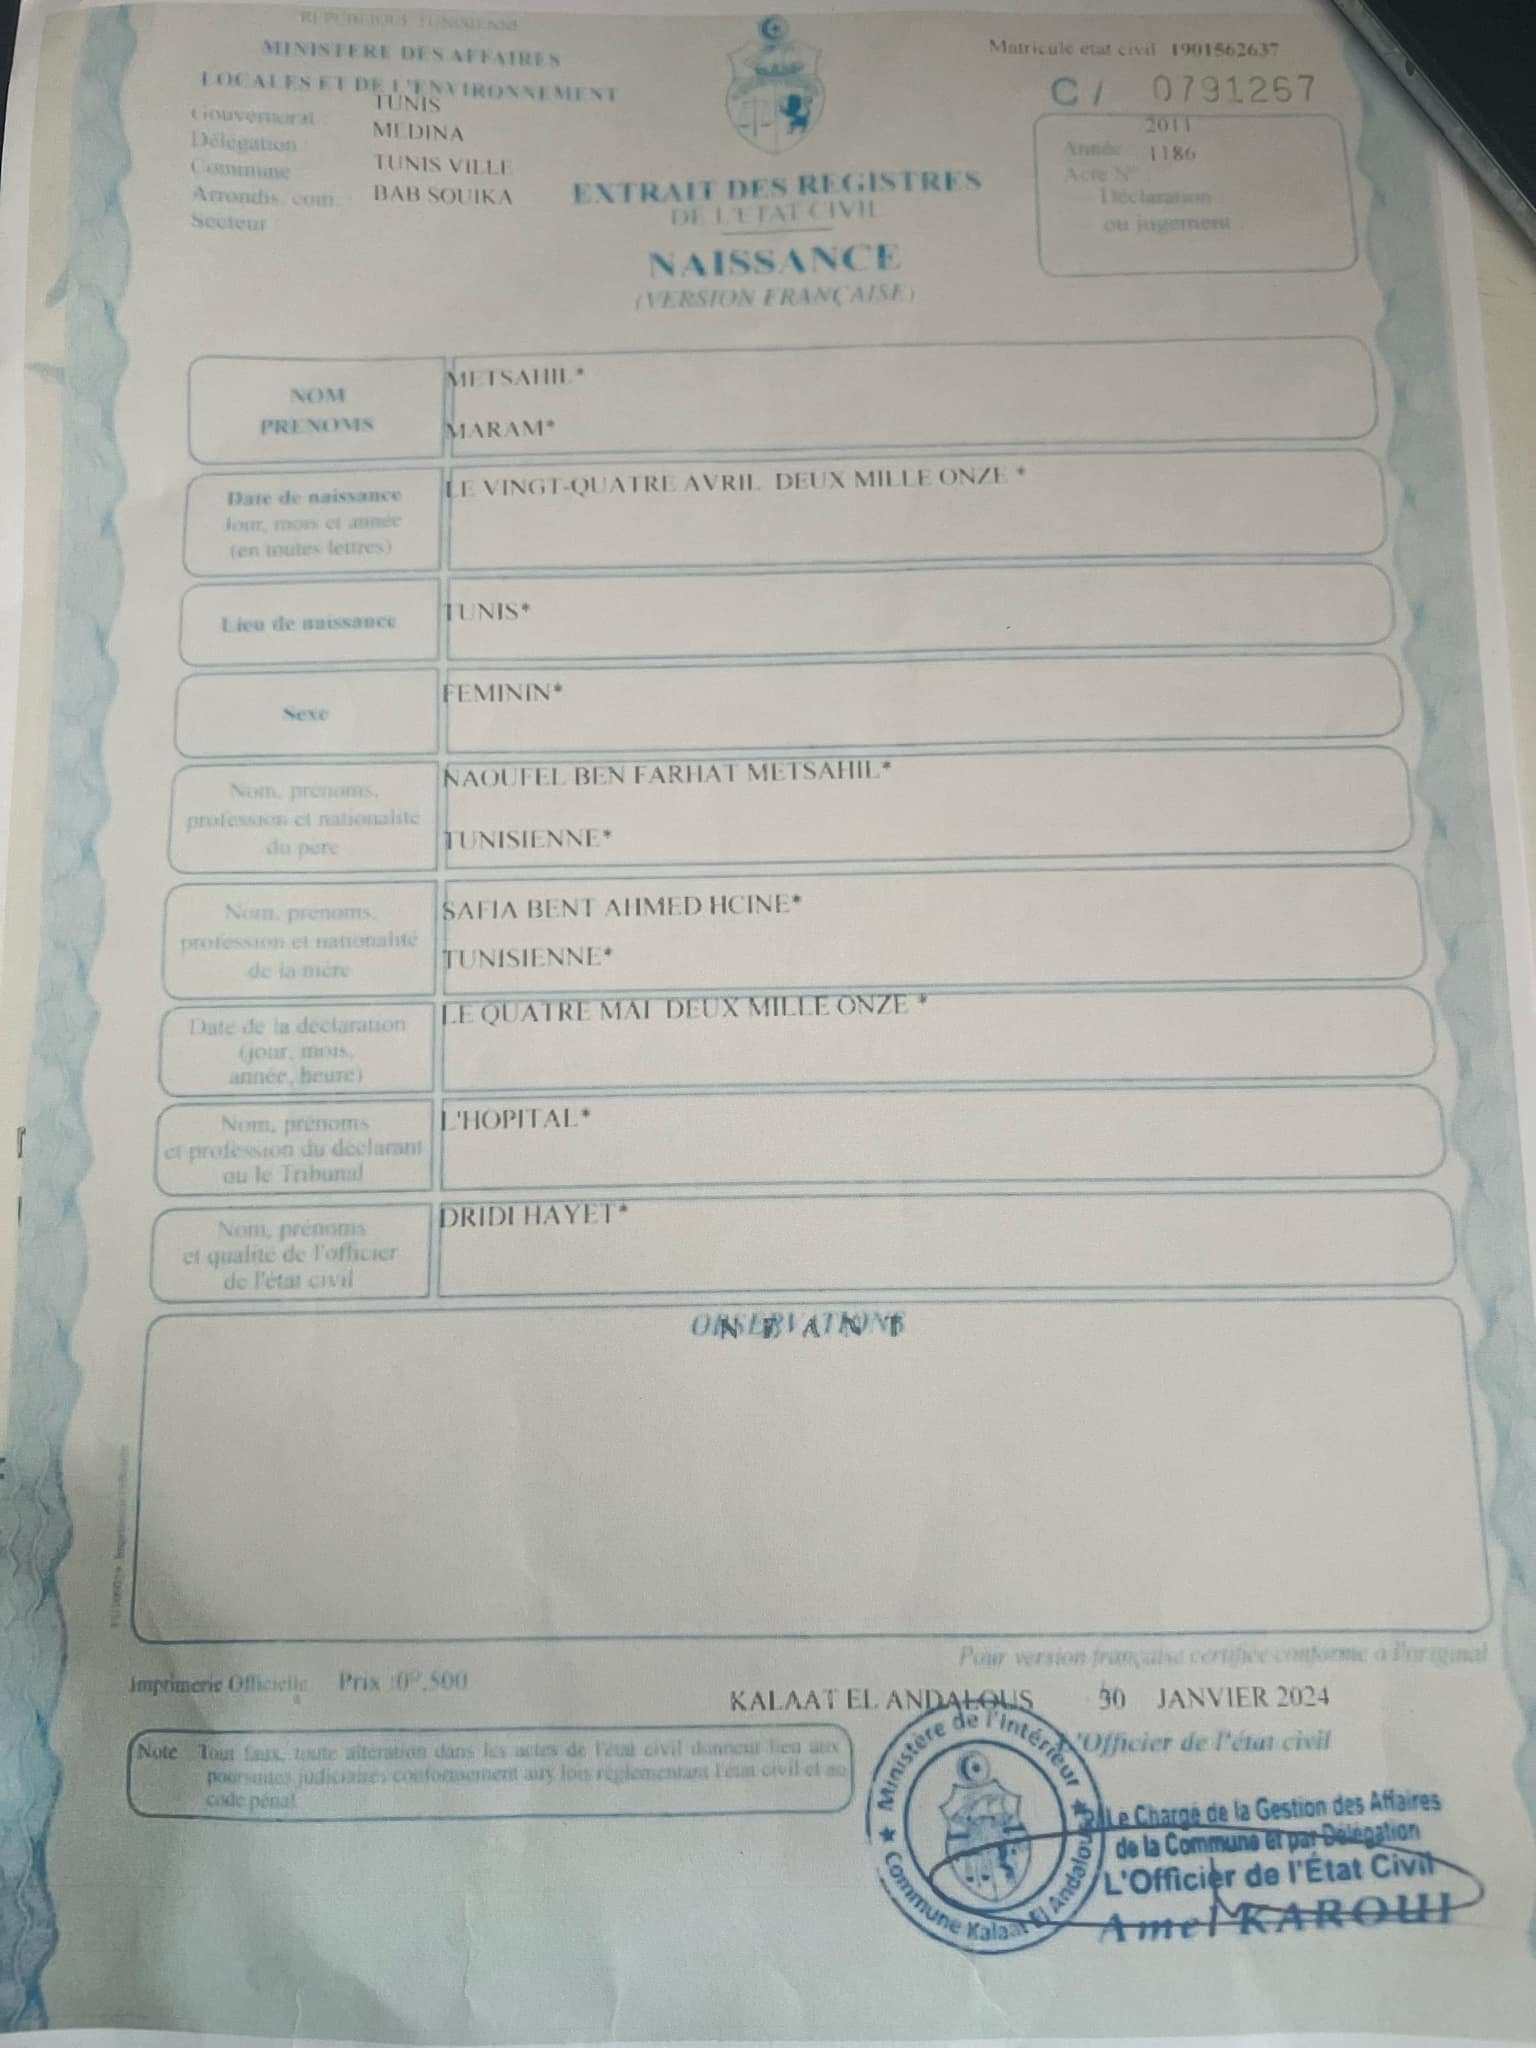 REPUBLIQUE TUNISIENNE
MINISTERE DES AFFAIRES
LOCALES ET DE L'ENVIRONNEMENT
Gouvernorat : TUNIS
Délégation : MEDINA
Commune TUNIS VILLE
Arrondis. com. BAB SOUIKA
Secteur :
Matricule etat civil 1901562637
C/ 0791267
2011
Année 1186
Acte N°
Déclaration
ou jugement
EXTRAIT DES REGISTRES
DE L'ETAT CIVIL
NAISSANCE
(VERSION FRANÇAISE)
NOM METSAHIL*
PRENOMS MARAM*
Date de naissance LE VINGT-QUATRE AVRIL DEUX MILLE ONZE *
Jour, mois et année
(en toutes lettres)
Lieu de naissance TUNIS*
Sexe FEMININ*
Nom, prénoms, NAOUFEL BEN FARHAT METSAHIL*
profession et nationalité
du père TUNISIENNE*
Nom, prénoms, SAFIA BENT AHMED HCINE*
profession et nationalité
de la mère TUNISIENNE*
Date de la déclaration LE QUATRE MAI DEUX MILLE ONZE *
(jour, mois,
année, heure)
Nom, prénoms L'HOPITAL*
et profession du déclarant
ou le Tribunal
Nom, prénoms DRIDI HAYET*
et qualité de l'officier
de l'état civil
OBSERVATIONS
N E A N T
Pour version française certifiée conforme à l'original
Imprimerie Officielle Prix :0D,500
KALAAT EL ANDALOUS 30 JANVIER 2024
L'Officier de l'état civil
Note Tout faux, toute altération dans les actes de l'état civil donnent lieu aux
poursuites judiciaires conformément aux lois réglementant l'état civil et au
code pénal
★ Ministère de l'Intérieur ★ Commune Kalaat El Andalous
P/Le Chargé de la Gestion des Affaires
de la Commune et par Délégation
L'Officier de l'État Civil
Amel KAROUI